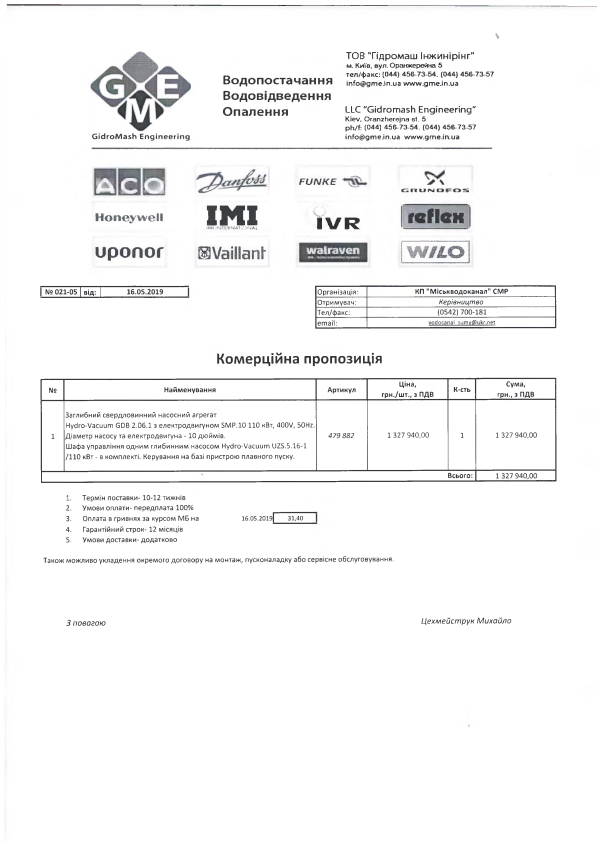 GME
GidroMash Engineering
Водопостачання
Водовідведення
Опалення
ТОВ "Гідромаш Інжинірінг"
м. Київ, вул. Оранжерейна 5
тел/факс: (044) 456-73-54, (044) 456-73-57
info@gme.in.ua www.gme.in.ua
LLC "Gidromash Engineering"
Kiev, Oranzherejna st. 5
ph/f: (044) 456-73-54, (044) 456-73-57
info@gme.in.ua www.gme.in.ua
ACO Danfoss FUNKE GRUNDFOS
Honeywell IMI INTERNATIONAL IVR reflex
uponor Vaillant walraven WILO
№ 021-05 від: 16.05.2019
Організація: КП "Міськводоканал" СМР
Отримувач: Керівництво
Тел/факс: (0542) 700-181
email: vodocanal_sumy@ukr.net
Комерційна пропозиція
№ Найменування Артикул Ціна, грн./шт., з ПДВ К-сть Сума, грн., з ПДВ
Заглибний свердловинний насосний агрегат
Hydro-Vacuum GDB 2.06.1 з електродвигуном SMP.10 110 кВт, 400V, 50Hz.
1 Діаметр насосу та електродвигуна - 10 дюймів. 479 882 1 327 940,00 1 1 327 940,00
Шафа управління одним глибинним насосом Hydro-Vacuum UZS.5.16-1
/110 кВт - в комплекті. Керування на базі пристрою плавного пуску.
Всього: 1 327 940,00
1. Термін поставки- 10-12 тижнів
2. Умови оплати- передплата 100%
3. Оплата в гривнях за курсом МБ на 16.05.2019 31,40
4. Гарантійний строк- 12 місяців
5. Умови доставки- додатково
Також можливо укладення окремого договору на монтаж, пусконаладку або сервісне обслуговування.
З повагою Цехмейструк Михайло